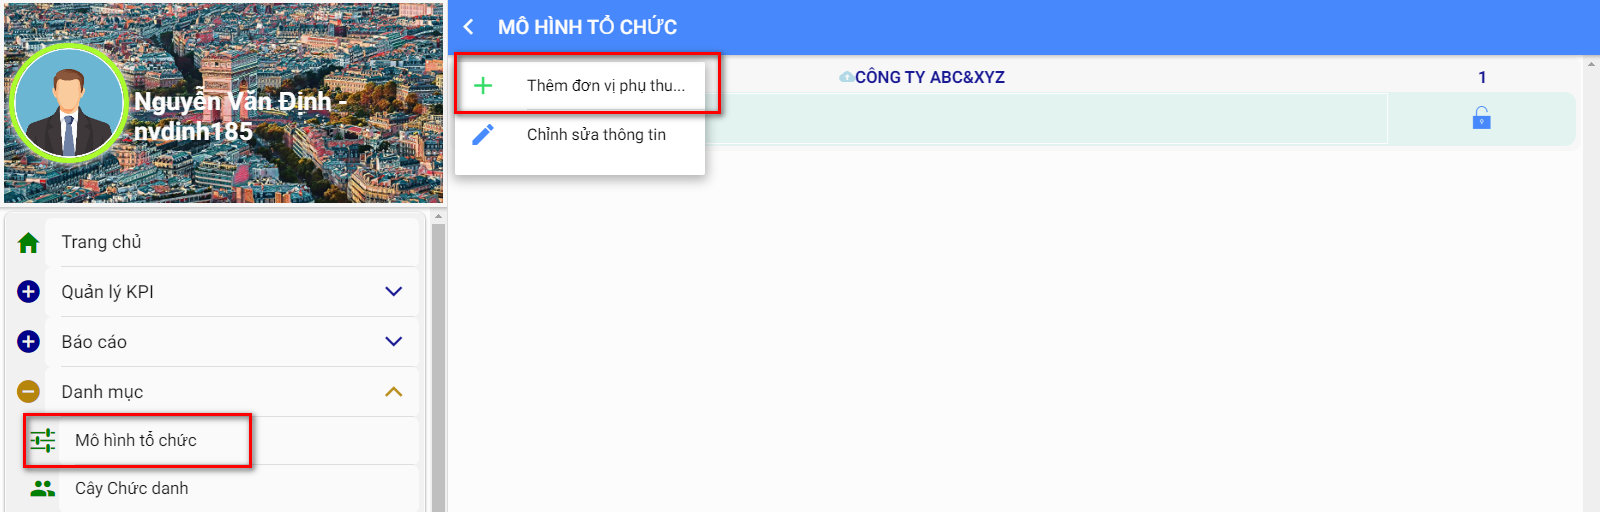 Nguyễn Văn Định -
nvdinh185
Trang chủ
Quản lý KPI
Báo cáo
Danh mục
Mô hình tổ chức
Cây Chức danh
MÔ HÌNH TỔ CHỨC
Thêm đơn vị phụ thu...
Chỉnh sửa thông tin
CÔNG TY ABC&XYZ
1